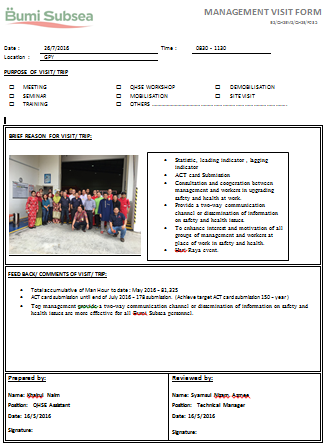 Bumi Subsea
MANAGEMENT VISIT FORM
Date :
26/7/2016
Time :
0830 - 1130
Location :
GPY
PURPOSE OF VISIT/ TRIP
MEETING
QHSE WORKSHOP
DEMOBILISATION
SEMINAR
MOBILISATION
SITE VISIT
TRAINING
OTHERS
BRIEF REASON FOR VISIT/ TRIP:
• Statistic, leading indicator , lagging
indicator
• ACT card Submission
• Consultation and cooperation between
management and workers in upgrading
safety and health at work.
• Provide a two-way communication
channel or dissemination of information
on safety and health issues
• To enhance interest and motivation of all
groups of management and workers at
place of work in safety and health.
• Hari Raya event.
FEED BACK/ COMMENTS OF VISIT/ TRIP:
• Total accumulative of Man Hour to date : May 2016 - 81,325
• ACT card submission until end of July 2016 - 178 submission. (Achieve target ACT card submission 150 - year )
• Top management provide a two-way communication channel or dissemination of information on safety and
health issues are more effective for all Bumi Subsea personnel.
Prepared by:
Reviewed by:
Name: Khairul Naim
Name: Syamsul
Position: QHSE Assistant
Position: Technical Manager
Date: 16/5/2016
Date: 16/5/2016
Signature:
Signature: